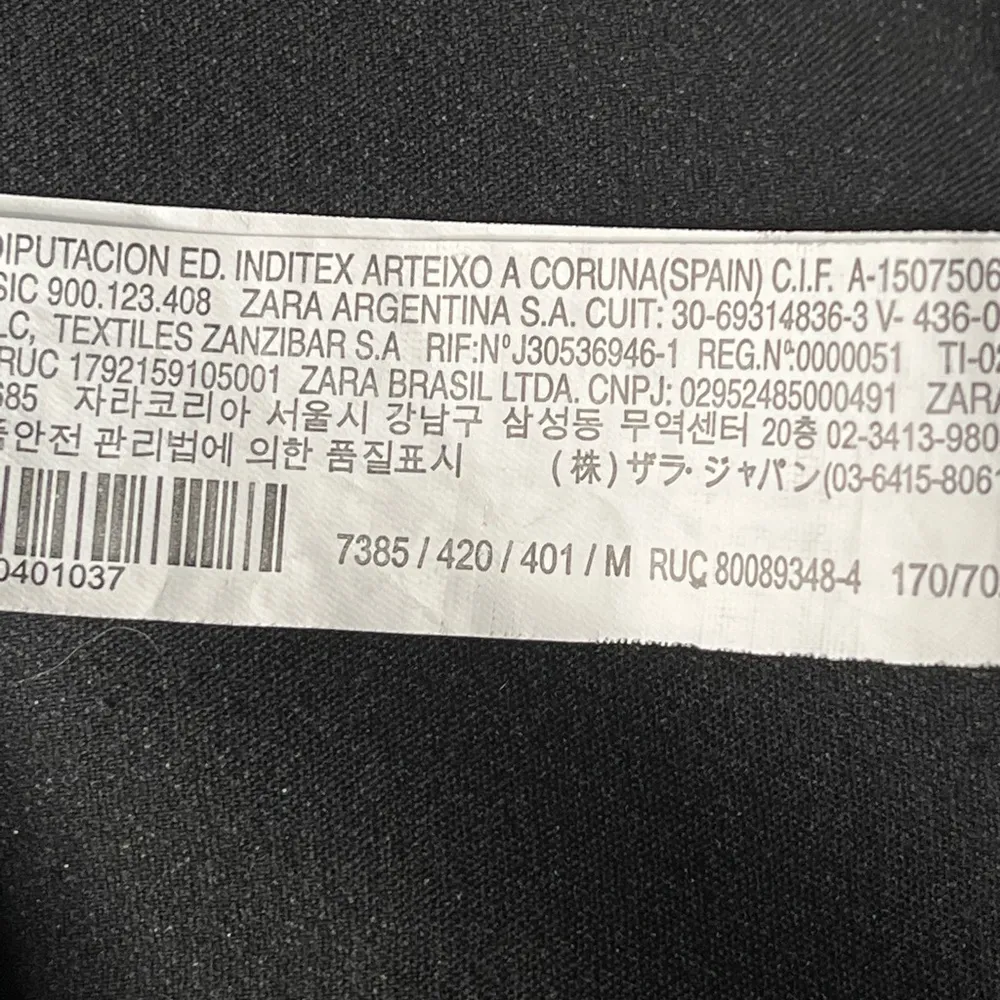 DIPUTACION ED. INDITEX ARTEIXO A CORUNA(SPAIN) C.I.F. A-1507506
SIC 900.123.408 ZARA ARGENTINA S.A. CUIT: 30-69314836-3 V- 436-0
LC, TEXTILES ZANZIBAR S.A RIF:NºJ30536946-1 REG.Nº:0000051 TI-02
RUC 1792159105001 ZARA BRASIL LTDA. CNPJ: 02952485000491 ZARA
685 자라코리아 서울시 강남구 삼성동 무역센터 20층 02-3413-980
품안전 관리법에 의한 품질표시 (株)ザラ・ジャパン(03-6415-8061
0401037 7385 / 420 / 401 / M RUC 80089348-4 170/70